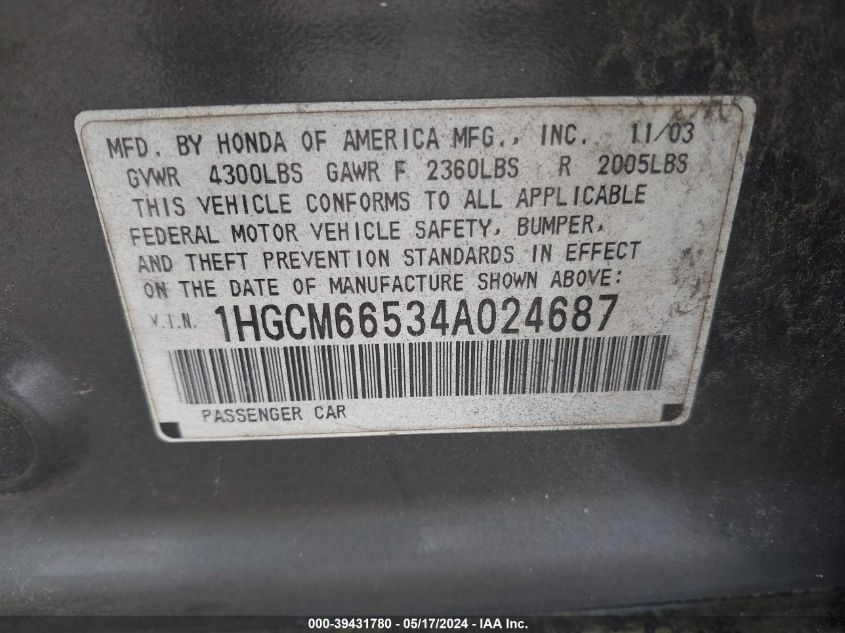 MFD. BY HONDA OF AMERICA MFG., INC. 11/03
GVWR 4300LBS GAWR F 2360LBS R 2005LBS
THIS VEHICLE CONFORMS TO ALL APPLICABLE
FEDERAL MOTOR VEHICLE SAFETY, BUMPER,
AND THEFT PREVENTION STANDARDS IN EFFECT
ON THE DATE OF MANUFACTURE SHOWN ABOVE:
V.I.N. 1HGCM66534A024687
PASSENGER CAR
000-39431780 - 05/17/2024 - IAA Inc.